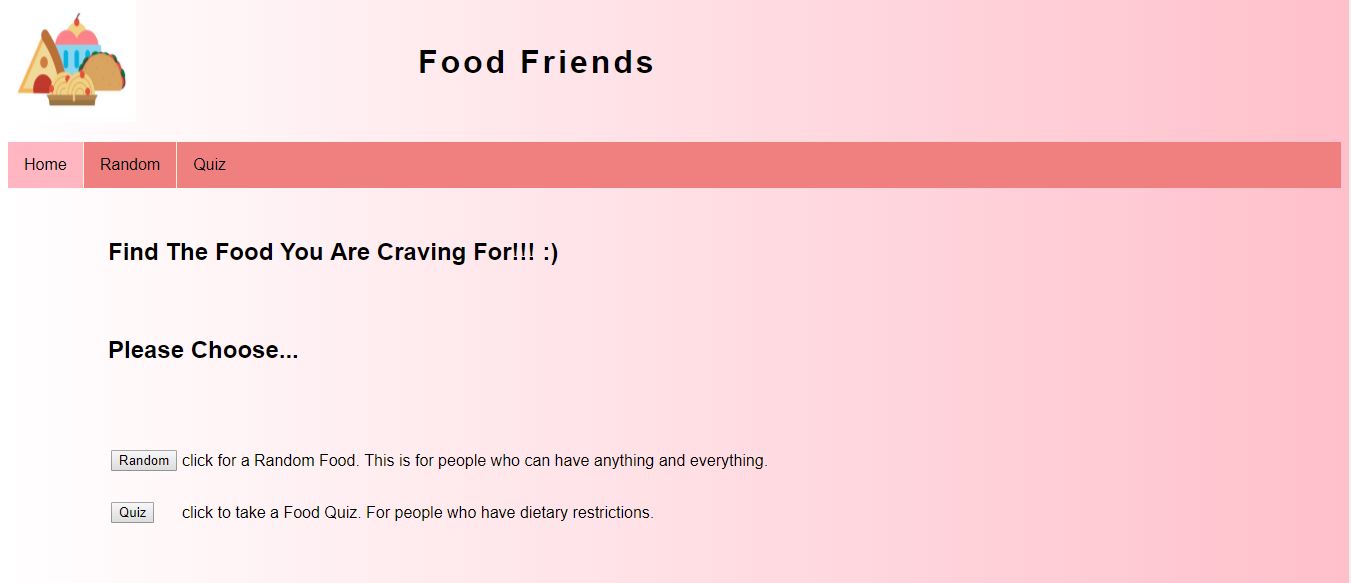 Food Friends
Home Random Quiz
Find The Food You Are Craving For!!! :)
Please Choose...
Random click for a Random Food. This is for people who can have anything and everything.
Quiz click to take a Food Quiz. For people who have dietary restrictions.